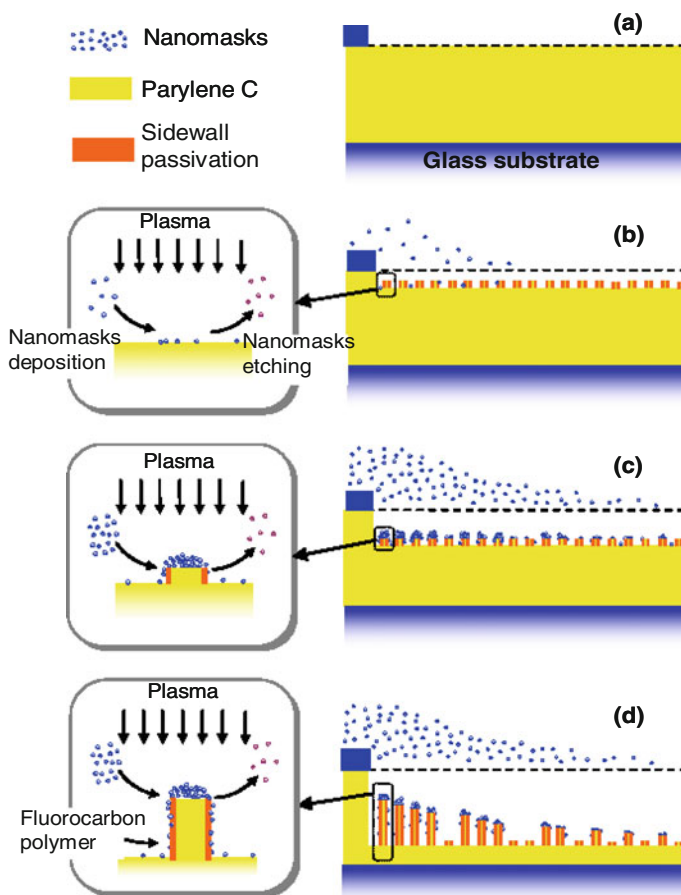 Nanomasks
Parylene C
Sidewall
passivation
(a)
Glass substrate
Plasma
Nanomasks
deposition
Nanomasks
etching
(b)
Plasma
(c)
Plasma
Fluorocarbon
polymer
(d)